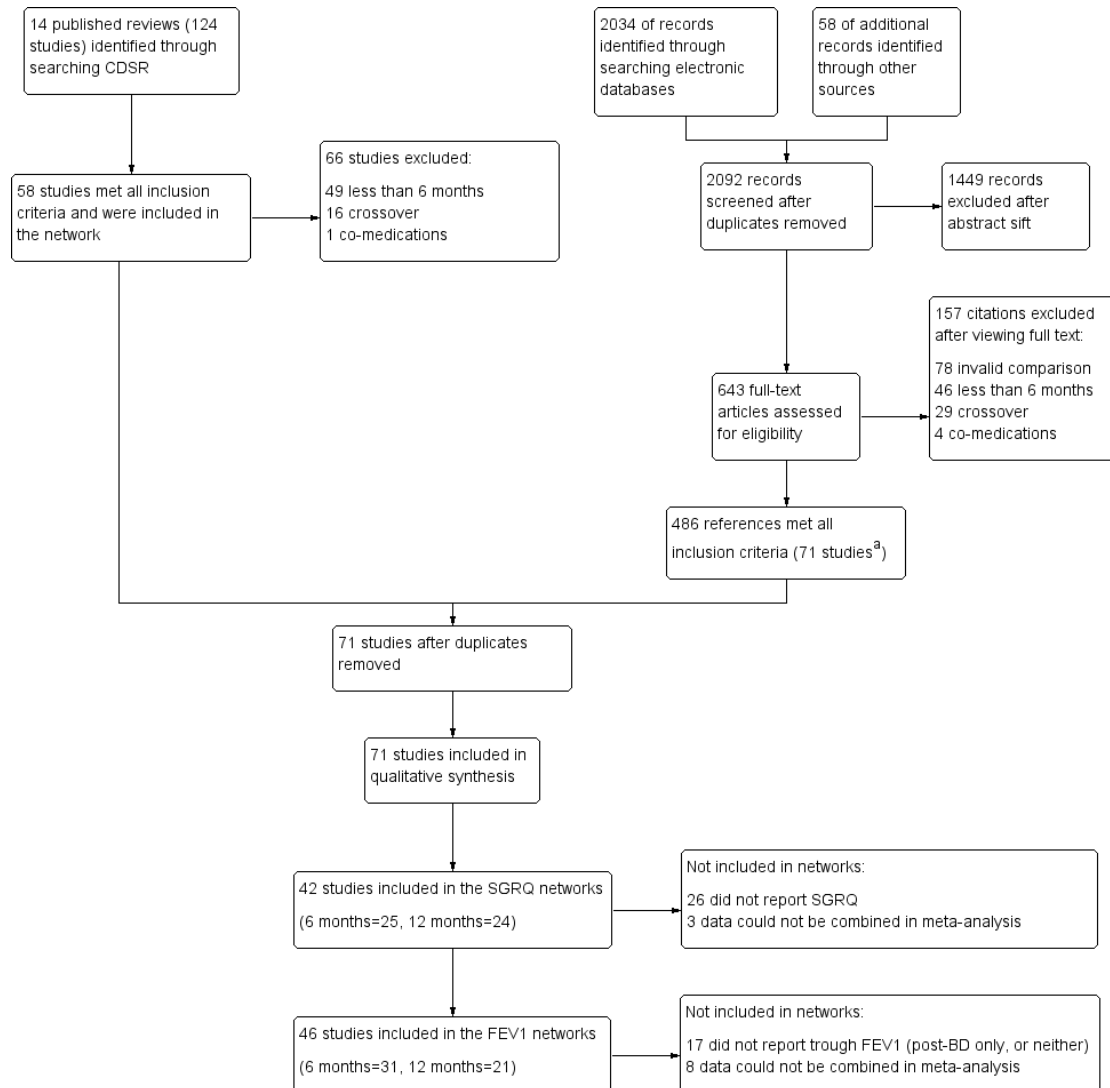 14 published reviews (124
studies) identified through
searching CDSR
2034 of records
identified through
searching electronic
databases
58 of additional
records identified
through other
sources
66 studies excluded:
49 less than 6 months
16 crossover
1 co-medications
58 studies met all inclusion
criteria and were included in
the network
2092 records
screened after
duplicates removed
1449 records
excluded after
abstract sift
157 citations excluded
after viewing full text:
78 invalid comparison
46 less than 6 months
29 crossover
4 co-medications
643 full-text
articles assessed
for eligibility
486 references met all
inclusion criteria (71 studiesa)
71 studies after duplicates
removed
71 studies included in
qualitative synthesis
42 studies included in the SGRQ networks
(6 months=25, 12 months=24)
Not included in networks:
26 did not report SGRQ
3 data could not be combined in meta-analysis
46 studies included in the FEV1 networks
(6 months=31, 12 months=21)
Not included in networks:
17 did not report trough FEV1 (post-BD only, or neither)
8 data could not be combined in meta-analysis